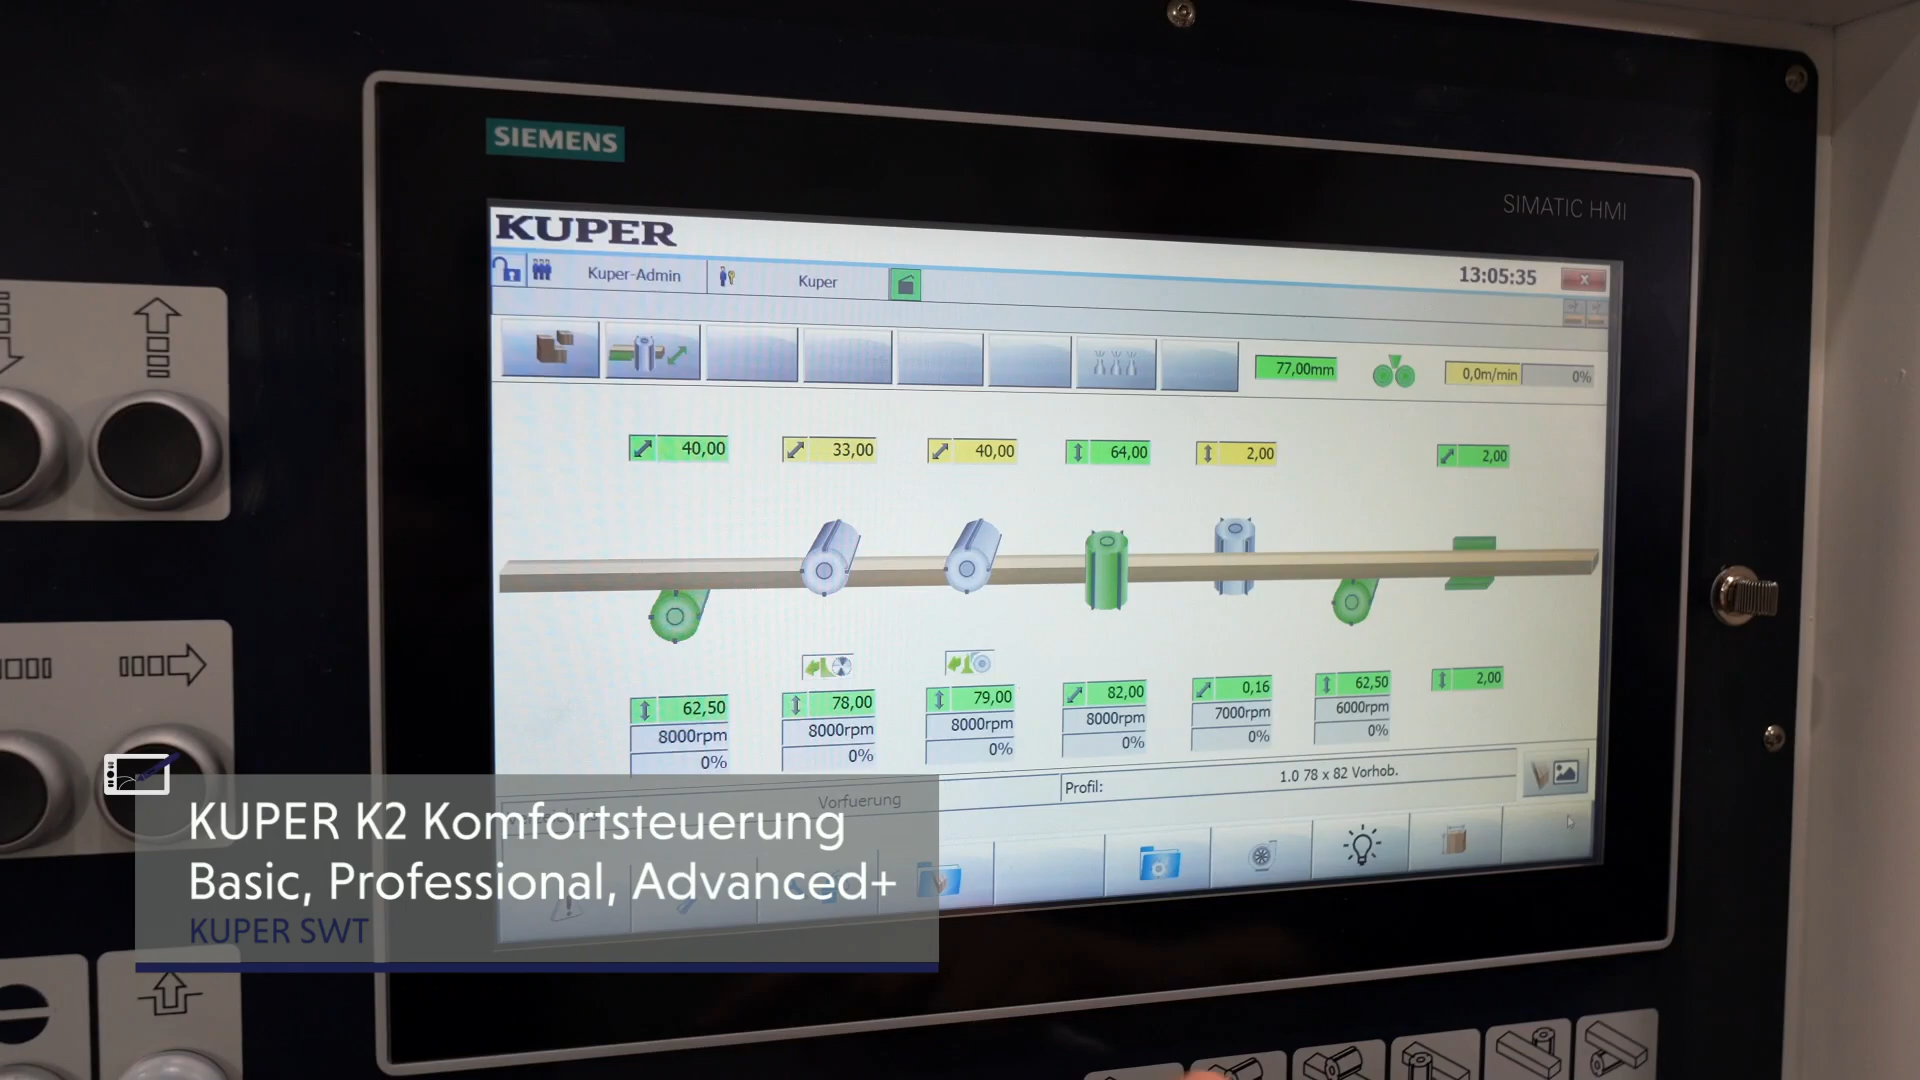 SIEMENS
SIMATIC HMI
KUPER
Kuper-Admin
Kuper
13:05:35
77,00mm
0,0m/min
0%
40,00
33,00
40,00
64,00
2,00
2,00
62,50
78,00
79,00
82,00
0,16
62,50
2,00
8000rpm
8000rpm
8000rpm
8000rpm
7000rpm
6000rpm
0%
0%
0%
0%
0%
0%
Vorfuerung
Profil:
1.0 78 x 82 Vorhob.
KUPER K2 Komfortsteuerung
Basic, Professional, Advanced+
KUPER SWT